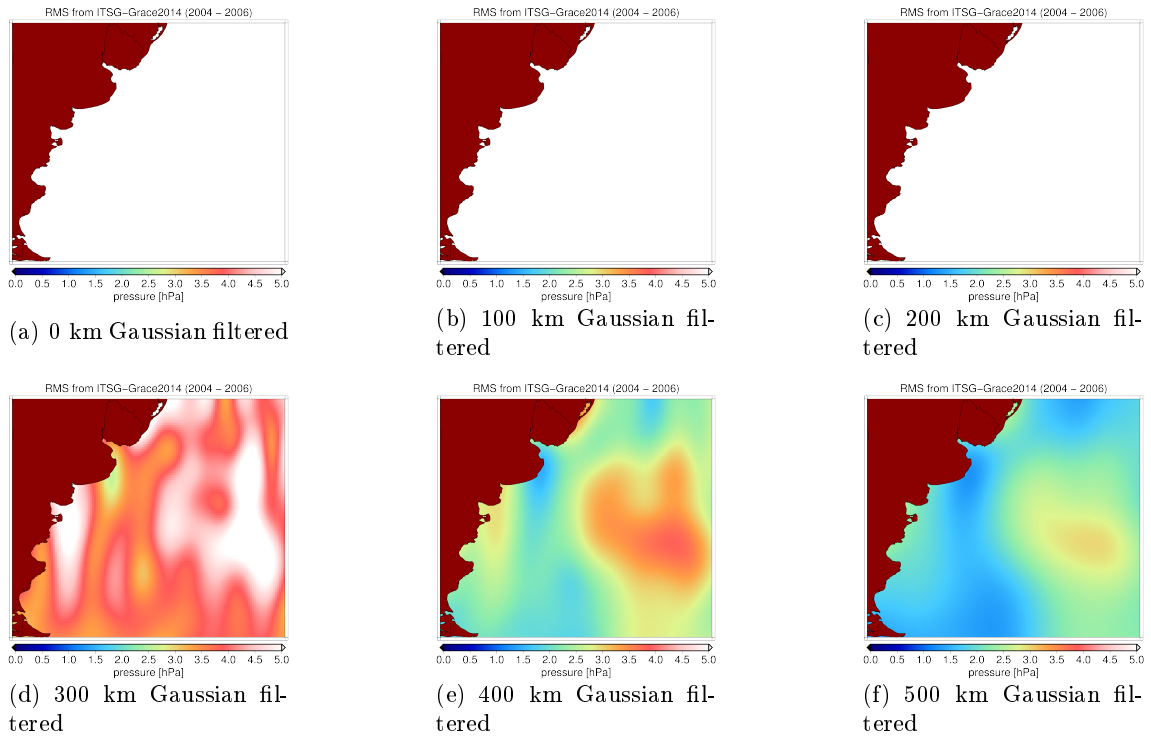 RMS from ITSG-Grace2014 (2004 - 2006)
0.0 0.5 1.0 1.5 2.0 2.5 3.0 3.5 4.0 4.5 5.0
pressure [hPa]
(a) 0 km Gaussian filtered
RMS from ITSG-Grace2014 (2004 - 2006)
0.0 0.5 1.0 1.5 2.0 2.5 3.0 3.5 4.0 4.5 5.0
pressure [hPa]
(b) 100 km Gaussian fil-
tered
RMS from ITSG-Grace2014 (2004 - 2006)
0.0 0.5 1.0 1.5 2.0 2.5 3.0 3.5 4.0 4.5 5.0
pressure [hPa]
(c) 200 km Gaussian fil-
tered
RMS from ITSG-Grace2014 (2004 - 2006)
0.0 0.5 1.0 1.5 2.0 2.5 3.0 3.5 4.0 4.5 5.0
pressure [hPa]
(d) 300 km Gaussian fil-
tered
RMS from ITSG-Grace2014 (2004 - 2006)
0.0 0.5 1.0 1.5 2.0 2.5 3.0 3.5 4.0 4.5 5.0
pressure [hPa]
(e) 400 km Gaussian fil-
tered
RMS from ITSG-Grace2014 (2004 - 2006)
0.0 0.5 1.0 1.5 2.0 2.5 3.0 3.5 4.0 4.5 5.0
pressure [hPa]
(f) 500 km Gaussian fil-
tered